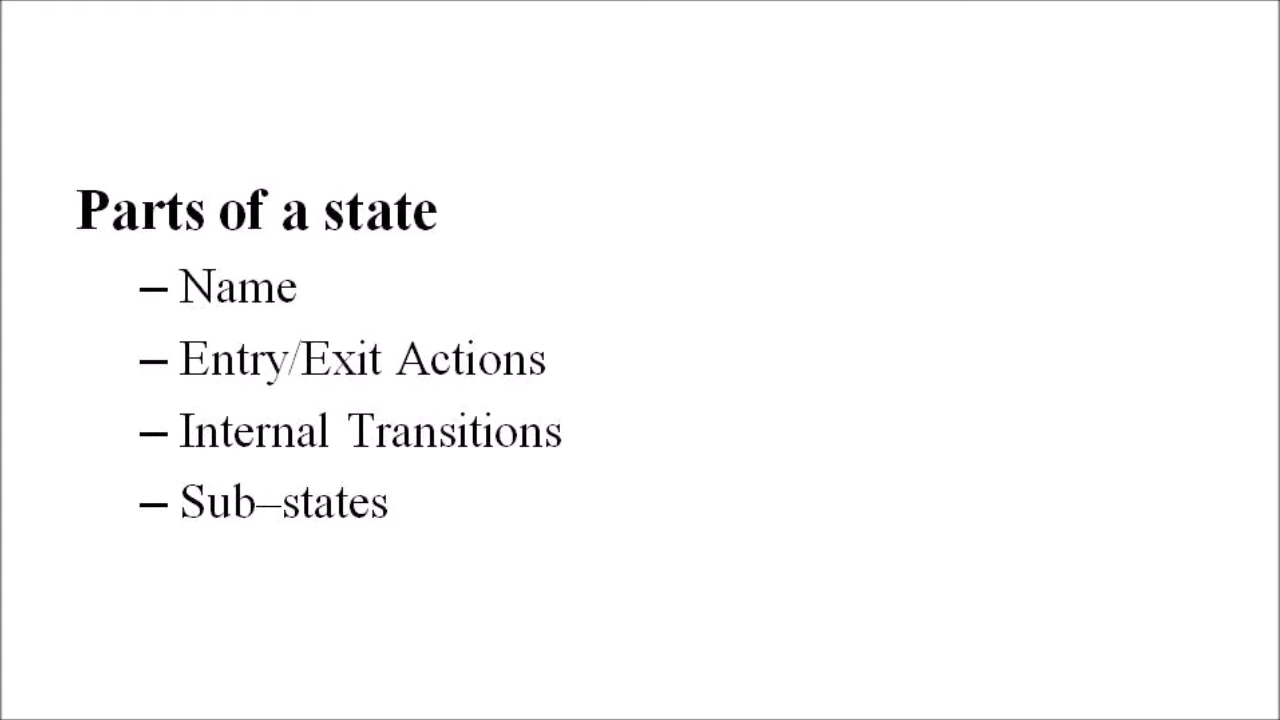 Parts of a state
– Name
– Entry/Exit Actions
– Internal Transitions
– Sub–states